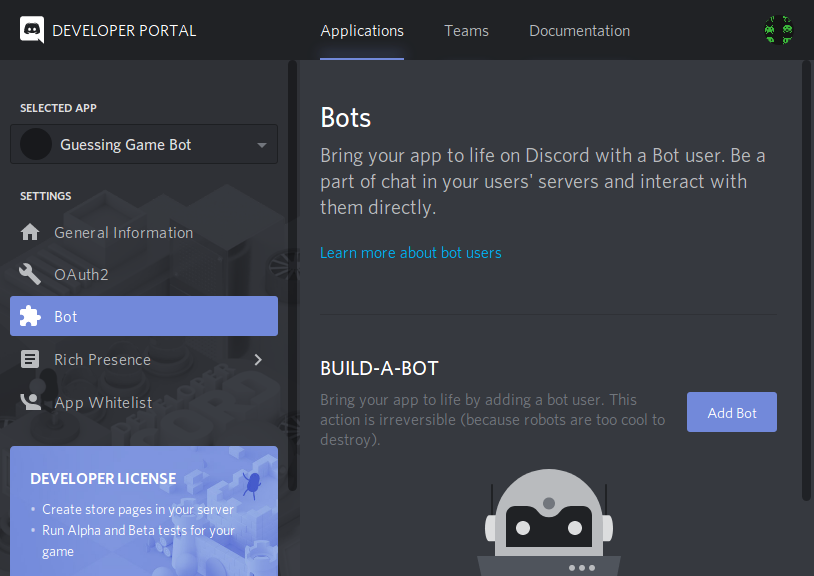 DEVELOPER PORTAL
Applications
Teams
Documentation
SELECTED APP
Guessing Game Bot
SETTINGS
General Information
OAuth2
Bot
Rich Presence
App Whitelist
DEVELOPER LICENSE
• Create store pages in your server
• Run Alpha and Beta tests for your
game
Bots
Bring your app to life on Discord with a Bot user. Be a
part of chat in your users' servers and interact with
them directly.
Learn more about bot users
BUILD-A-BOT
Bring your app to life by adding a bot user. This
action is irreversible (because robots are too cool to
destroy).
Add Bot